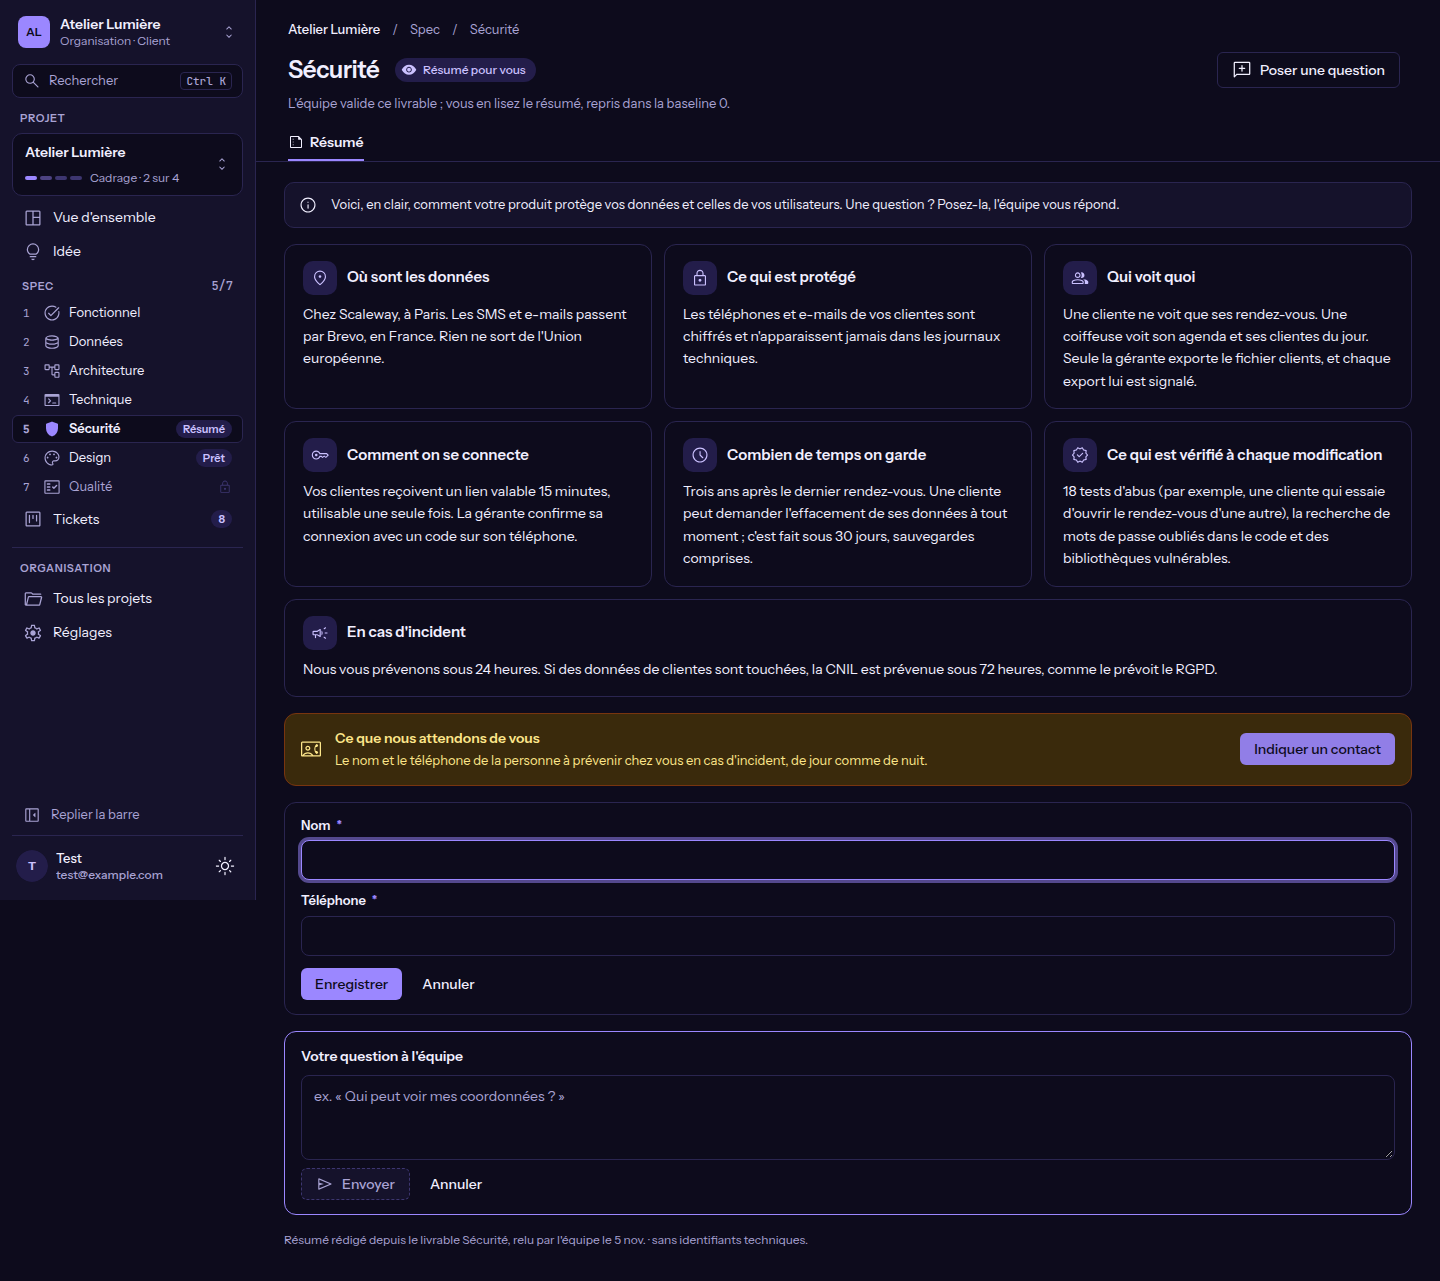 AL
Atelier Lumière
Organisation · Client
Rechercher
Ctrl K
PROJET
Atelier Lumière
Cadrage · 2 sur 4
Vue d'ensemble
Idée
SPEC
5/7
1 Fonctionnel
2 Données
3 Architecture
4 Technique
5 Sécurité Résumé
6 Design Prêt
7 Qualité
Tickets 8
ORGANISATION
Tous les projets
Réglages
Replier la barre
T
Test
test@example.com
Atelier Lumière / Spec / Sécurité
Sécurité
Résumé pour vous
Poser une question
L'équipe valide ce livrable ; vous en lisez le résumé, repris dans la baseline 0.
Résumé
Voici, en clair, comment votre produit protège vos données et celles de vos utilisateurs. Une question ? Posez-la, l'équipe vous répond.
Où sont les données
Chez Scaleway, à Paris. Les SMS et e-mails passent
par Brevo, en France. Rien ne sort de l'Union
européenne.
Ce qui est protégé
Les téléphones et e-mails de vos clientes sont
chiffrés et n'apparaissent jamais dans les journaux
techniques.
Qui voit quoi
Une cliente ne voit que ses rendez-vous. Une
coiffeuse voit son agenda et ses clientes du jour.
Seule la gérante exporte le fichier clients, et chaque
export lui est signalé.
Comment on se connecte
Vos clientes reçoivent un lien valable 15 minutes,
utilisable une seule fois. La gérante confirme sa
connexion avec un code sur son téléphone.
Combien de temps on garde
Trois ans après le dernier rendez-vous. Une cliente
peut demander l'effacement de ses données à tout
moment ; c'est fait sous 30 jours, sauvegardes
comprises.
Ce qui est vérifié à chaque modification
18 tests d'abus (par exemple, une cliente qui essaie
d'ouvrir le rendez-vous d'une autre), la recherche de
mots de passe oubliés dans le code et des
bibliothèques vulnérables.
En cas d'incident
Nous vous prévenons sous 24 heures. Si des données de clientes sont touchées, la CNIL est prévenue sous 72 heures, comme le prévoit le RGPD.
Ce que nous attendons de vous
Le nom et le téléphone de la personne à prévenir chez vous en cas d'incident, de jour comme de nuit.
Indiquer un contact
Nom *
Téléphone *
Enregistrer
Annuler
Votre question à l'équipe
ex. « Qui peut voir mes coordonnées ? »
Envoyer
Annuler
Résumé rédigé depuis le livrable Sécurité, relu par l'équipe le 5 nov. · sans identifiants techniques.